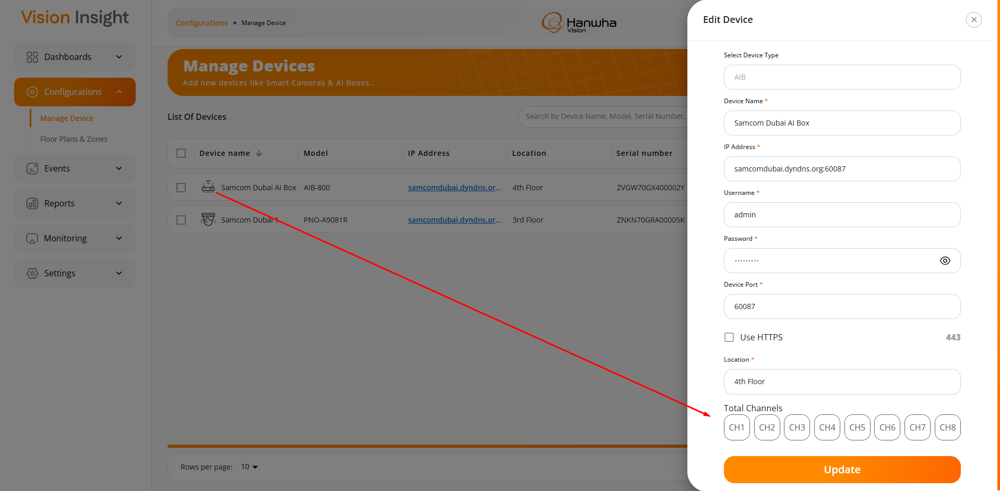 Vision Insight
Dashboards
Configurations
Manage Device
Floor Plans & Zones
Events
Reports
Monitoring
Settings
Configurations • Manage Device
Hanwha
Vision
Manage Devices
Add new devices like Smart Cameras & AI Boxes..
List Of Devices
Search by Device Name, Model, Serial Number,
Device name Model IP Address Location Serial number
Samcom Dubai AI Box AIB-800 samcomdubai.dyndns.or... 4th Floor ZVGW70GX400002Y
Samcom Dubai 1 PNO-A9081R samcomdubai.dyndns.or... 3rd Floor ZNKN70GRA00005K
Rows per page: 10
Edit Device
Select Device Type
AIB
Device Name *
Samcom Dubai AI Box
IP Address *
samcomdubai.dyndns.org:60087
Username *
admin
Password *
•••••••••
Device Port *
60087
Use HTTPS 443
Location *
4th Floor
Total Channels
CH1 CH2 CH3 CH4 CH5 CH6 CH7 CH8
Update